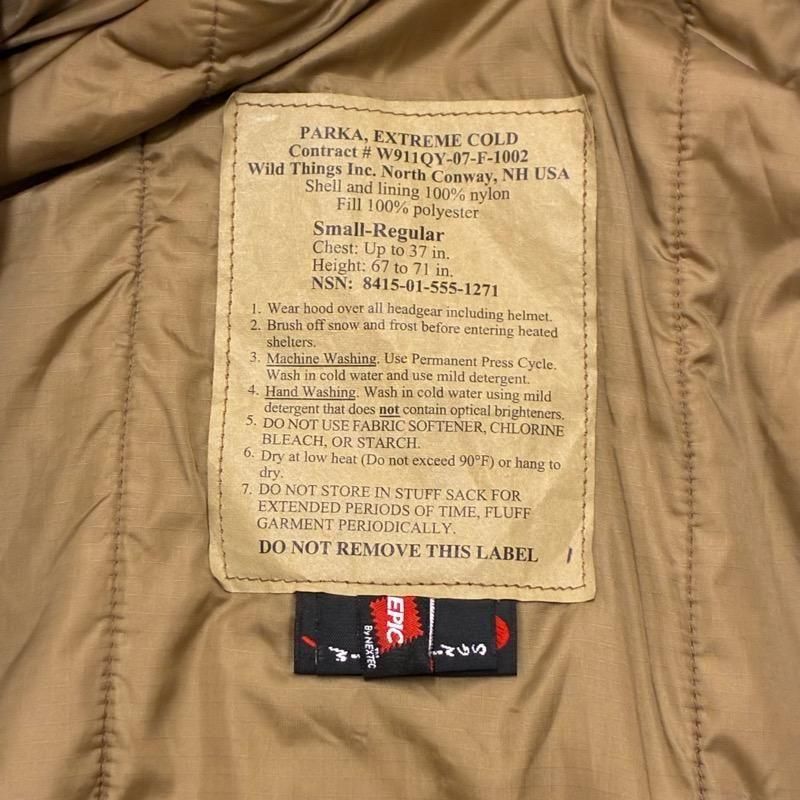 PARKA, EXTREME COLD
Contract # W911QY-07-F-1002
Wild Things Inc. North Conway, NH USA
Shell and lining 100% nylon
Fill 100% polyester
Small-Regular
Chest: Up to 37 in.
Height: 67 to 71 in.
NSN: 8415-01-555-1271
1. Wear hood over all headgear including helmet.
2. Brush off snow and frost before entering heated
shelters.
3. Machine Washing. Use Permanent Press Cycle.
Wash in cold water and use mild detergent.
4. Hand Washing. Wash in cold water using mild
detergent that does not contain optical brighteners.
5. DO NOT USE FABRIC SOFTENER, CHLORINE
BLEACH, OR STARCH.
6. Dry at low heat (Do not exceed 90°F) or hang to
dry.
7. DO NOT STORE IN STUFF SACK FOR
EXTENDED PERIODS OF TIME, FLUFF
GARMENT PERIODICALLY.
DO NOT REMOVE THIS LABEL
EPIC
By NEXTEC